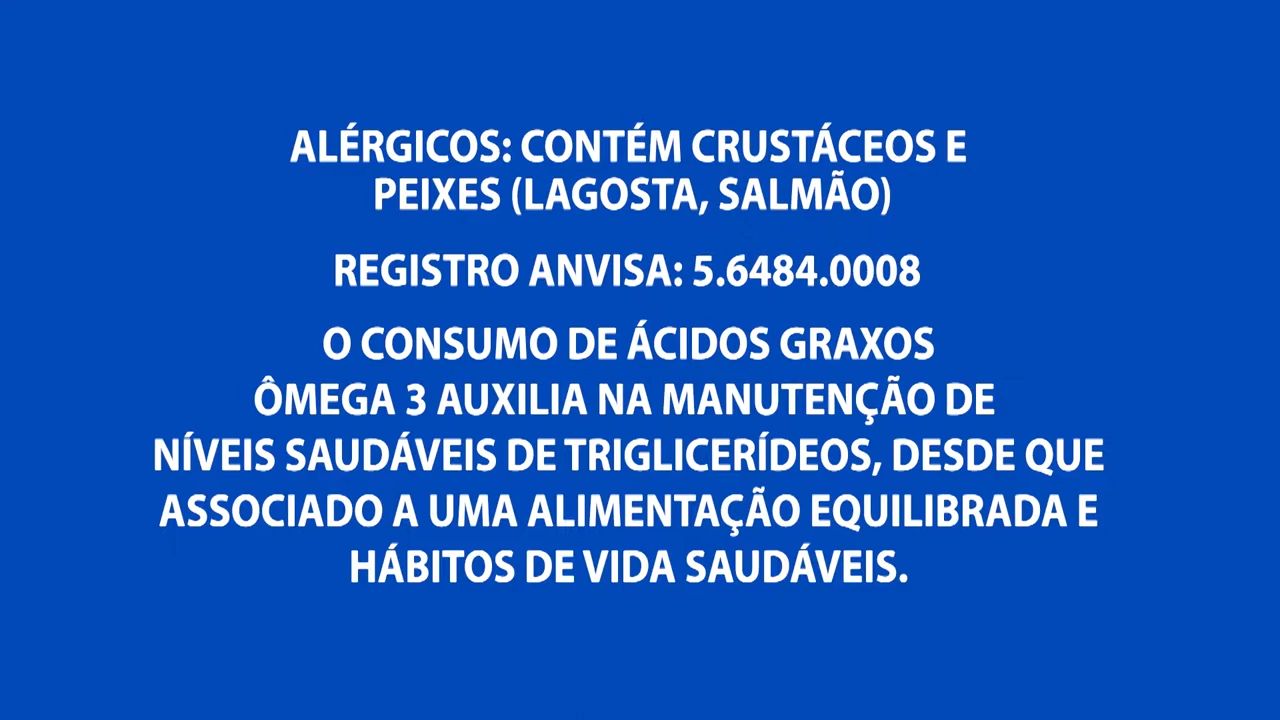 ALÉRGICOS: CONTÉM CRUSTÁCEOS E
PEIXES (LAGOSTA, SALMÃO)
REGISTRO ANVISA: 5.6484.0008
O CONSUMO DE ÁCIDOS GRAXOS
ÔMEGA 3 AUXILIA NA MANUTENÇÃO DE
NÍVEIS SAUDÁVEIS DE TRIGLICERÍDEOS, DESDE QUE
ASSOCIADO A UMA ALIMENTAÇÃO EQUILIBRADA E
HÁBITOS DE VIDA SAUDÁVEIS.